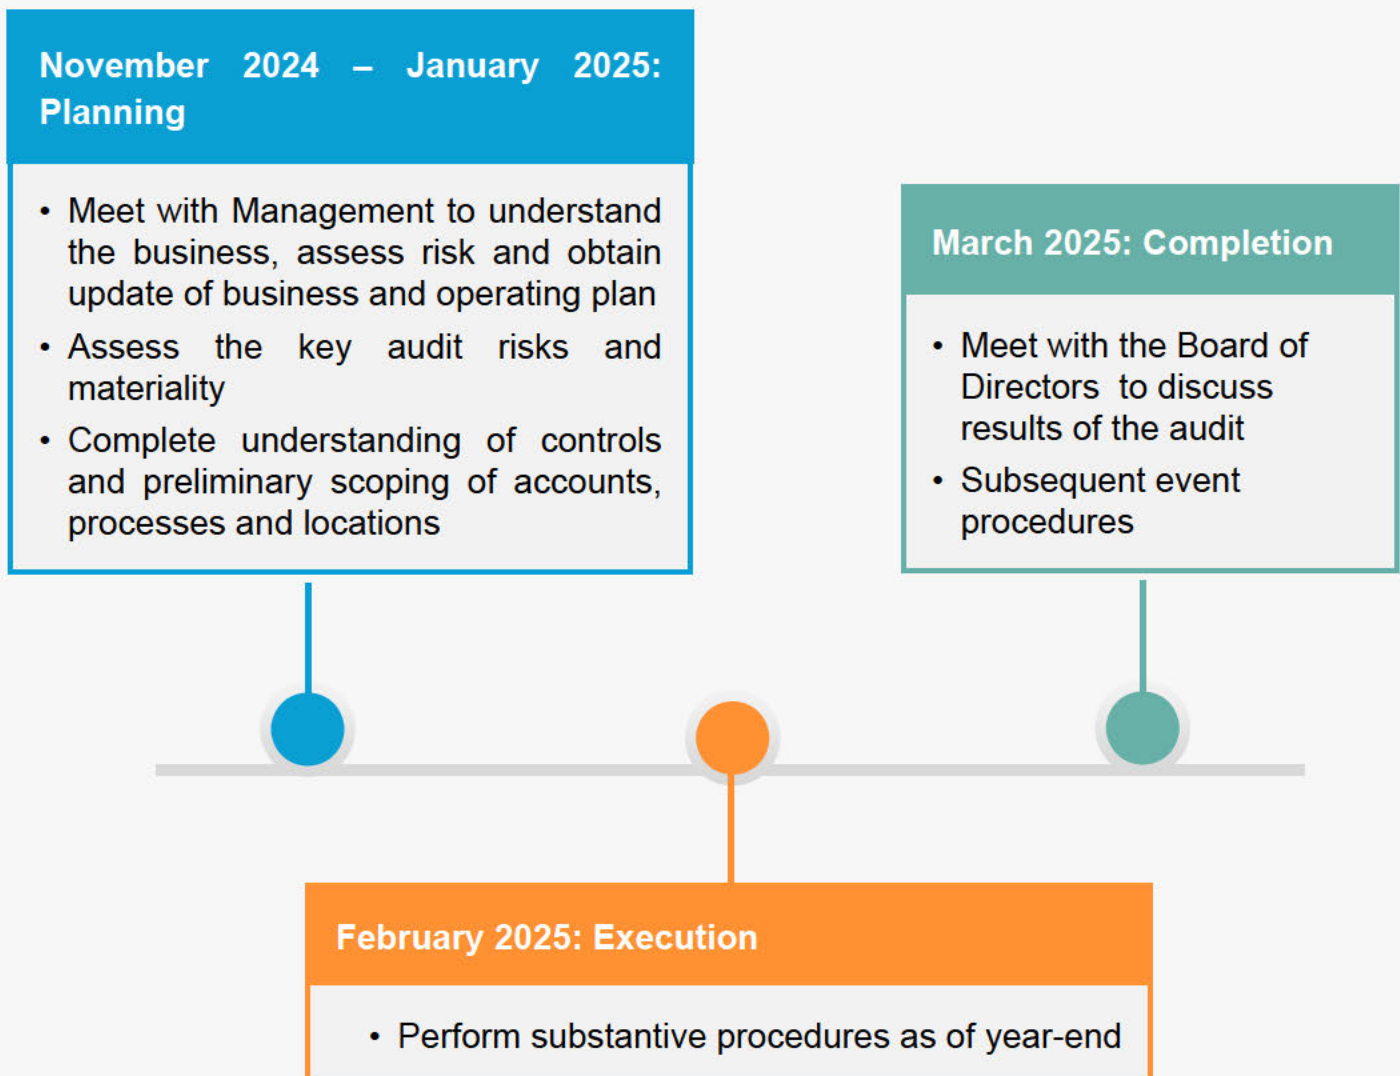 November 2024 – January 2025:
Planning
• Meet with Management to understand
the business, assess risk and obtain
update of business and operating plan
• Assess the key audit risks and
materiality
• Complete understanding of controls
and preliminary scoping of accounts,
processes and locations
March 2025: Completion
• Meet with the Board of
Directors to discuss
results of the audit
• Subsequent event
procedures
February 2025: Execution
• Perform substantive procedures as of year-end